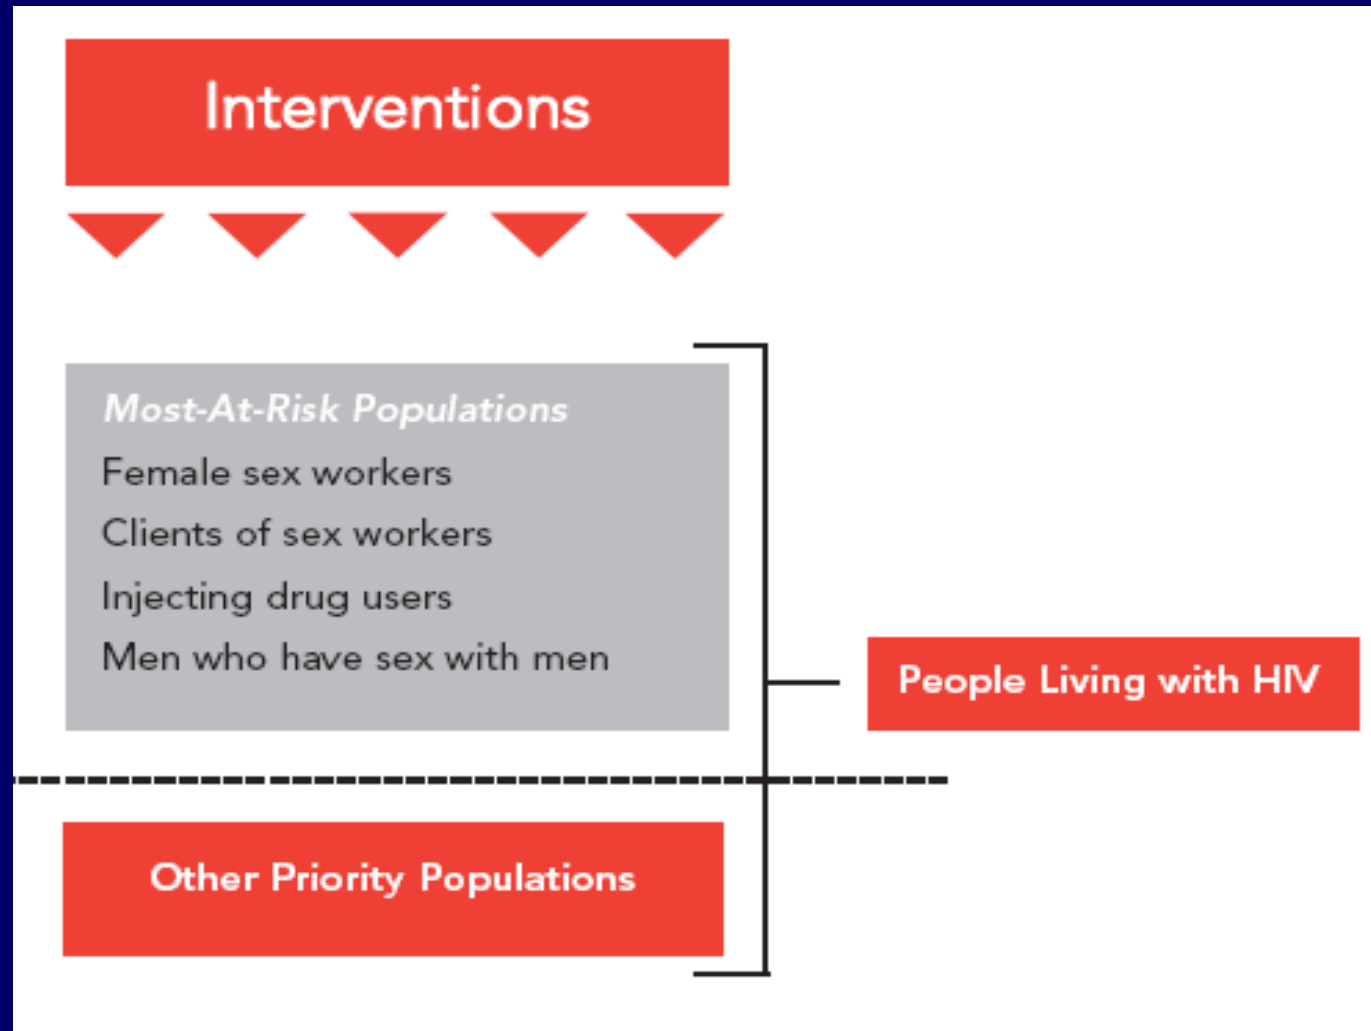 Interventions
Most-At-Risk Populations
Female sex workers
Clients of sex workers
Injecting drug users
Men who have sex with men
People Living with HIV
Other Priority Populations